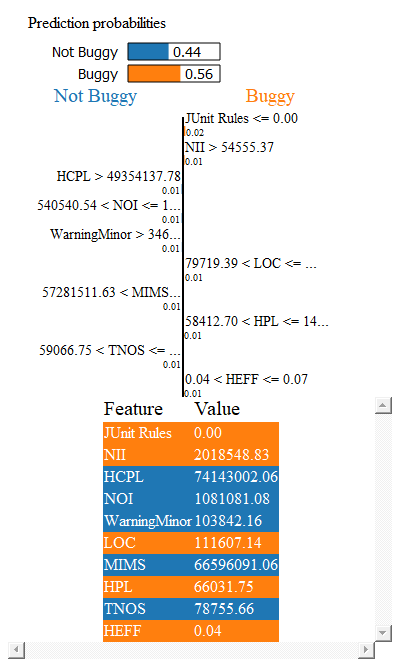 Prediction probabilities
Not Buggy 0.44
Buggy 0.56
Not Buggy Buggy
JUnit Rules <= 0.00
0.02
NII > 54555.37
0.01
HCPL > 49354137.78
0.01
540540.54 < NOI <= 1...
0.01
WarningMinor > 346...
0.01
79719.39 < LOC <= ...
0.01
57281511.63 < MIMS...
0.01
58412.70 < HPL <= 14...
0.01
59066.75 < TNOS <= ...
0.01
0.04 < HEFF <= 0.07
0.01
Feature Value
JUnit Rules 0.00
NII 2018548.83
HCPL 74143002.06
NOI 1081081.08
WarningMinor 103842.16
LOC 111607.14
MIMS 66596091.06
HPL 66031.75
TNOS 78755.66
HEFF 0.04